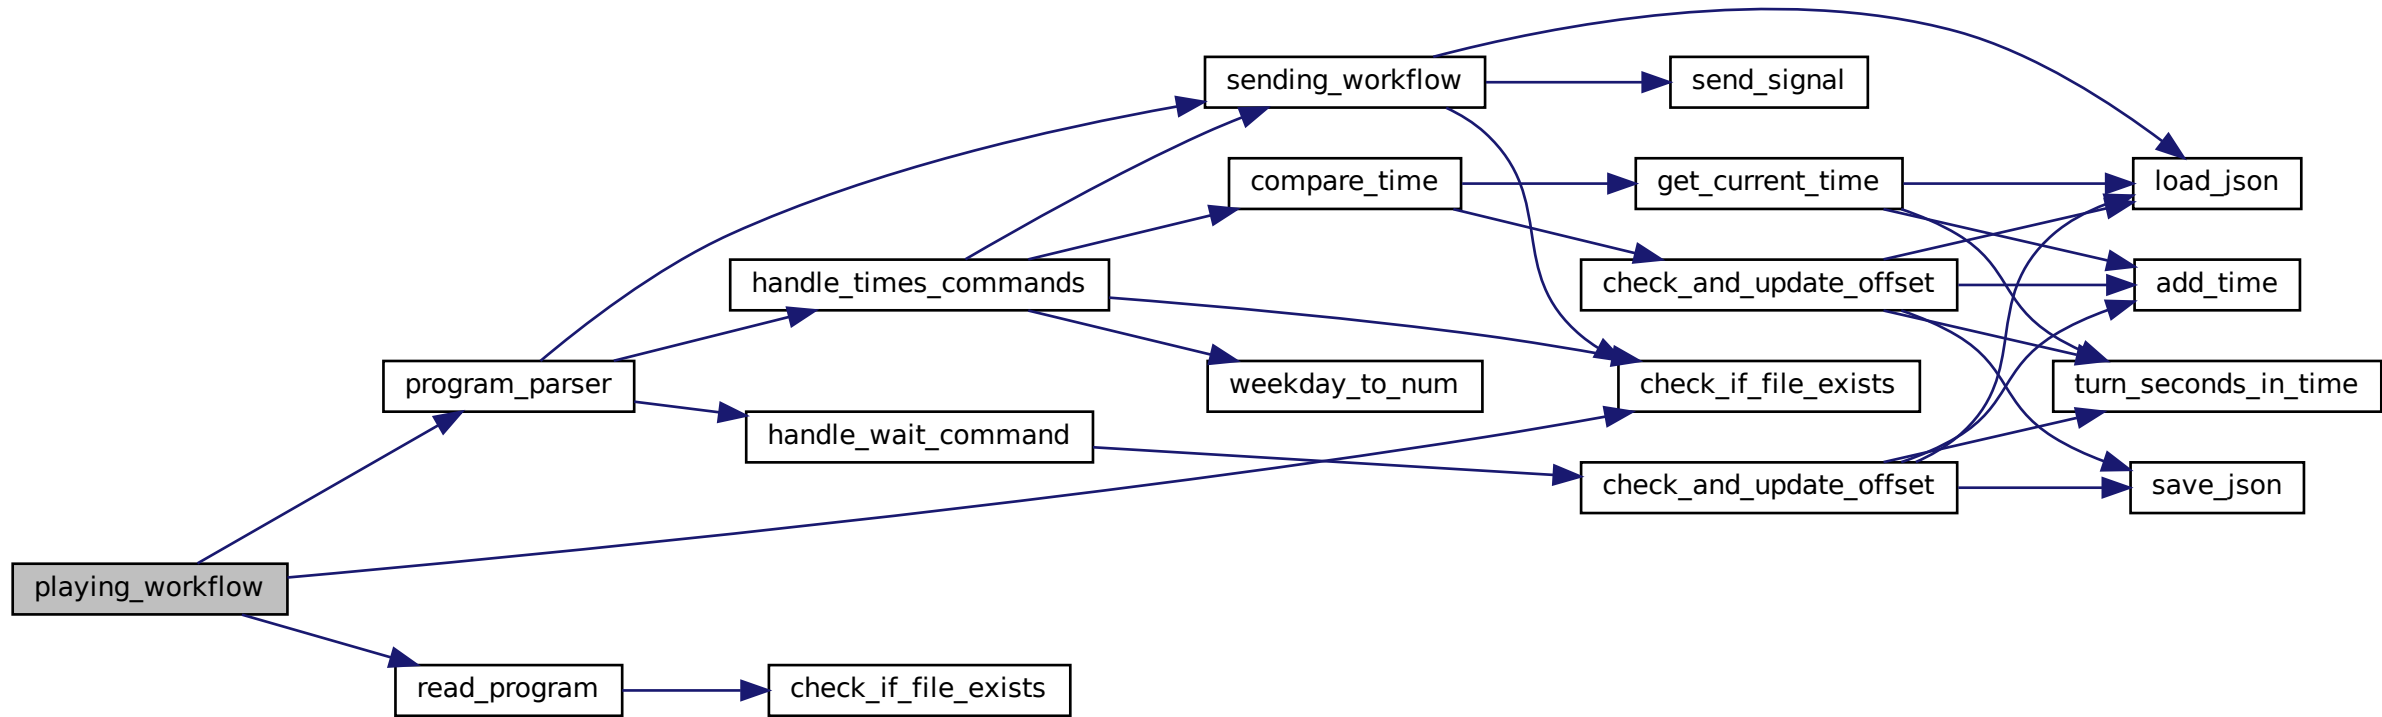 sending_workflow
send_signal
compare_time
get_current_time
load_json
handle_times_commands
check_and_update_offset
add_time
program_parser
weekday_to_num
check_if_file_exists
turn_seconds_in_time
handle_wait_command
check_and_update_offset
save_json
playing_workflow
read_program
check_if_file_exists